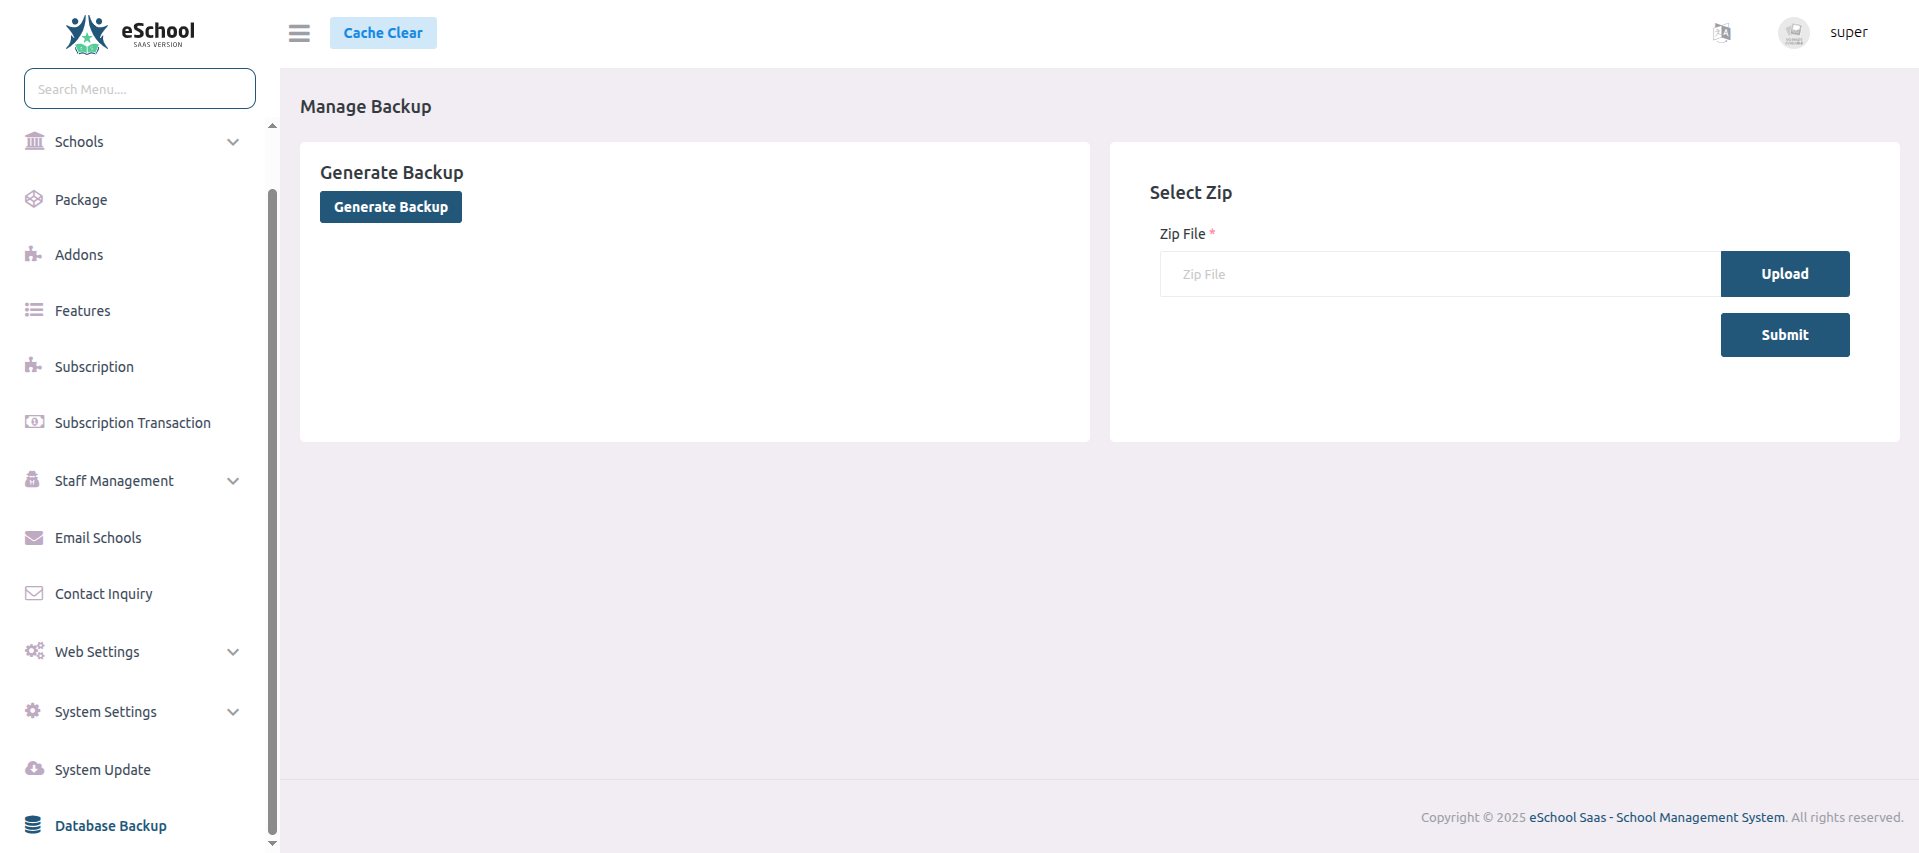 eSchool
SAAS VERSION
Cache Clear
super
Search Menu....
Schools
Package
Addons
Features
Subscription
Subscription Transaction
Staff Management
Email Schools
Contact Inquiry
Web Settings
System Settings
System Update
Database Backup
Manage Backup
Generate Backup
Generate Backup
Select Zip
Zip File *
Zip File
Upload
Submit
Copyright © 2025 eSchool Saas - School Management System. All rights reserved.